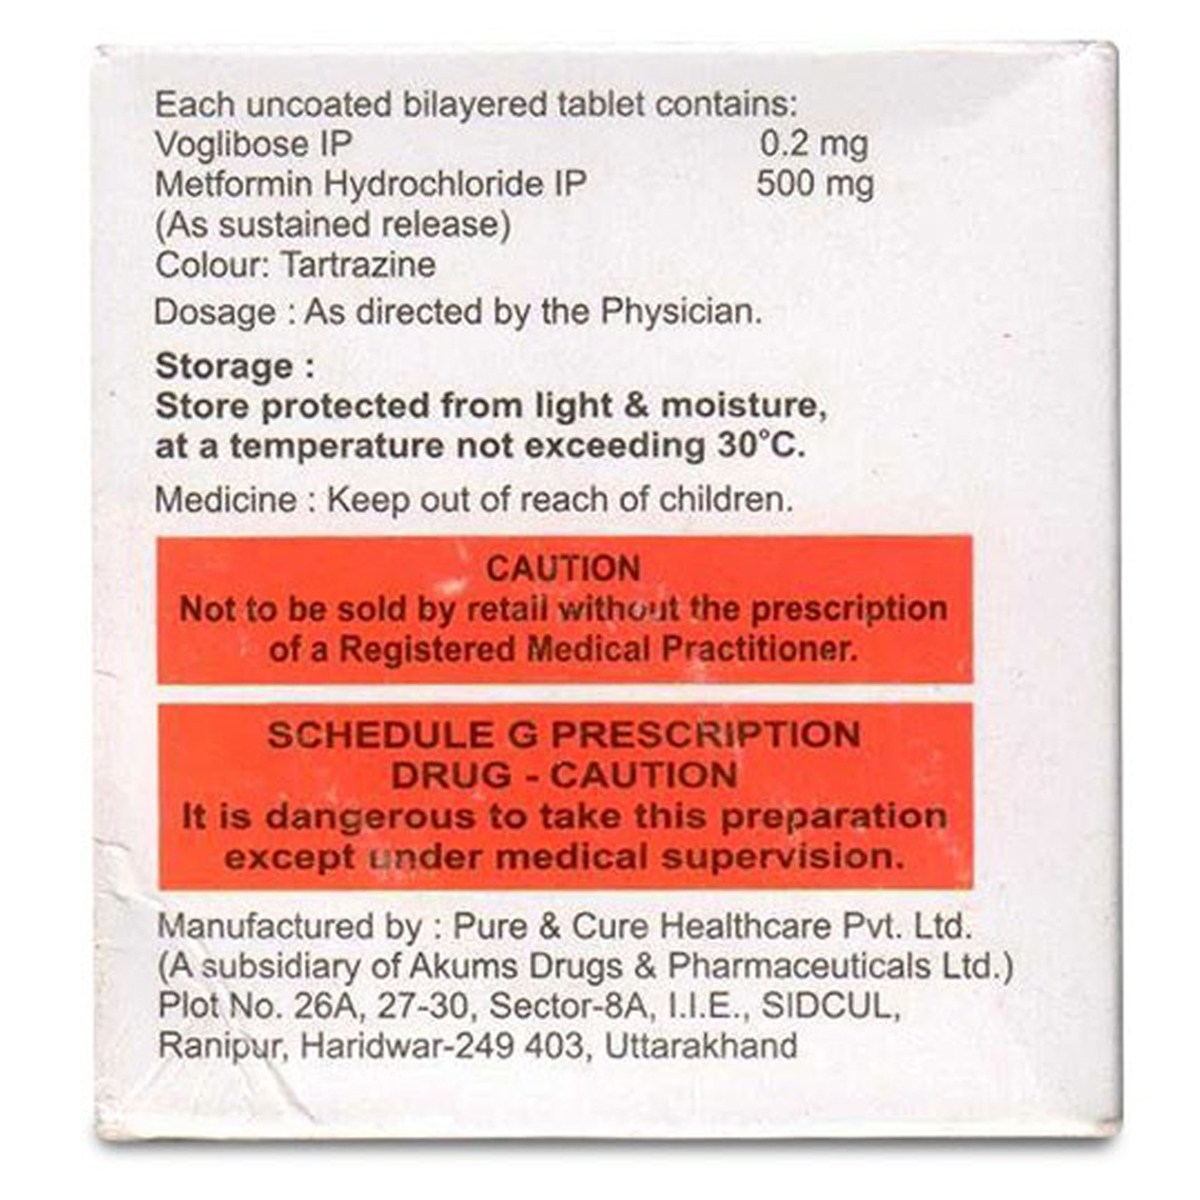 Each uncoated bilayered tablet contains:
Voglibose IP 0.2 mg
Metformin Hydrochloride IP 500 mg
(As sustained release)
Colour: Tartrazine
Dosage : As directed by the Physician.
Storage :
Store protected from light & moisture,
at a temperature not exceeding 30°C.
Medicine : Keep out of reach of children.
CAUTION
Not to be sold by retail without the prescription
of a Registered Medical Practitioner.
SCHEDULE G PRESCRIPTION
DRUG - CAUTION
It is dangerous to take this preparation
except under medical supervision.
Manufactured by : Pure & Cure Healthcare Pvt. Ltd.
(A subsidiary of Akums Drugs & Pharmaceuticals Ltd.)
Plot No. 26A, 27-30, Sector-8A, I.I.E., SIDCUL,
Ranipur, Haridwar-249 403, Uttarakhand